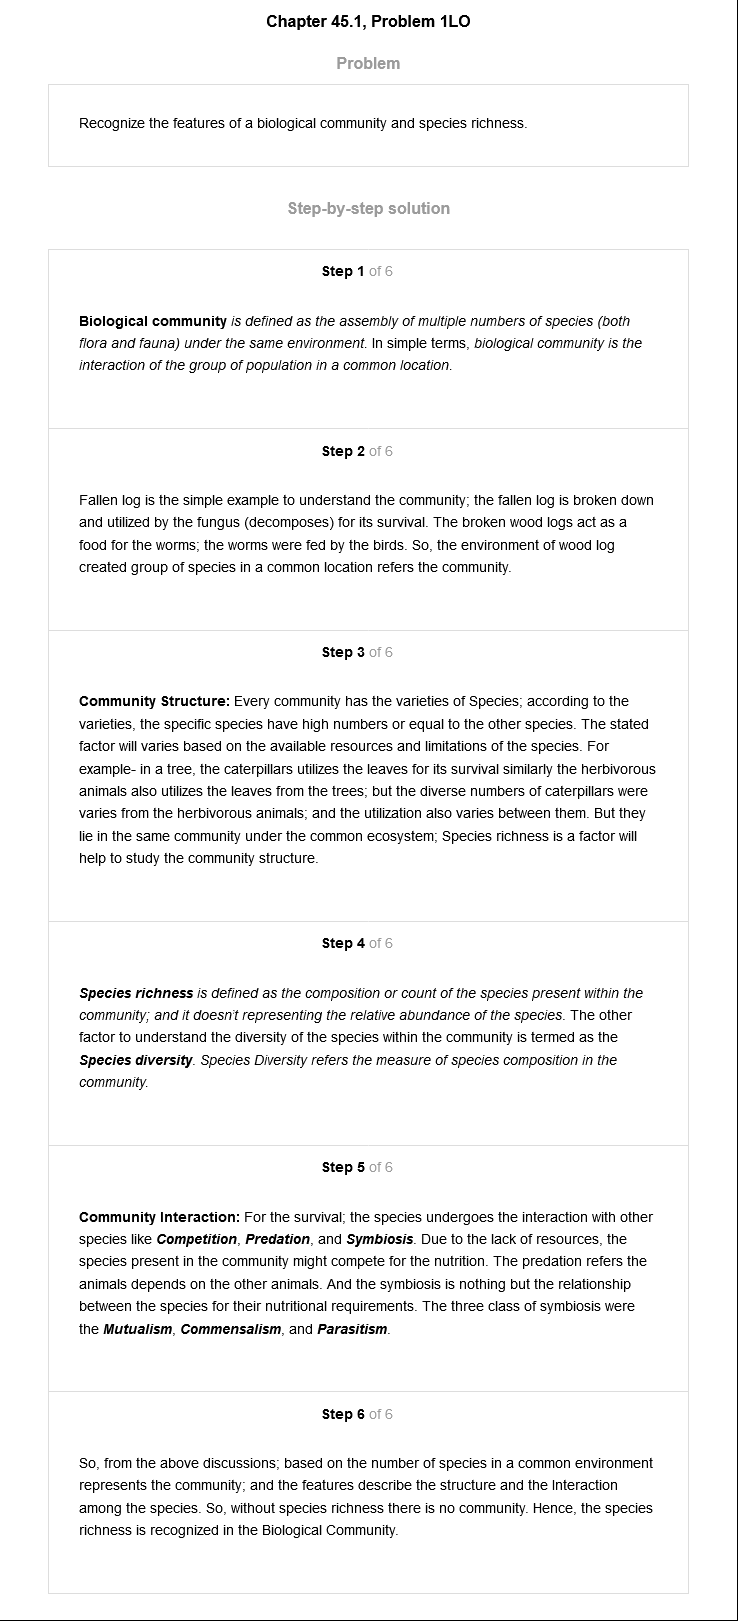 Chapter 45.1, Problem 1LO
Problem
Recognize the features of a biological community and species richness.
Step-by-step solution
Step 1 of 6
Biological community is defined as the assembly of multiple numbers of species (both
flora and fauna) under the same environment. In simple terms, biological community is the
interaction of the group of population in a common location.
Step 2 of 6
Fallen log is the simple example to understand the community; the fallen log is broken down
and utilized by the fungus (decomposes) for its survival. The broken wood logs act as a
food for the worms; the worms were fed by the birds. So, the environment of wood log
created group of species in a common location refers the community.
Step 3 of 6
Community Structure: Every community has the varieties of Species; according to the
varieties, the specific species have high numbers or equal to the other species. The stated
factor will varies based on the available resources and limitations of the species. For
example- in a tree, the caterpillars utilizes the leaves for its survival similarly the herbivorous
animals also utilizes the leaves from the trees; but the diverse numbers of caterpillars were
varies from the herbivorous animals; and the utilization also varies between them. But they
lie in the same community under the common ecosystem; Species richness is a factor will
help to study the community structure.
Step 4 of 6
Species richness is defined as the composition or count of the species present within the
community; and it doesn't representing the relative abundance of the species. The other
factor to understand the diversity of the species within the community is termed as the
Species diversity. Species Diversity refers the measure of species composition in the
community.
Step 5 of 6
Community Interaction: For the survival; the species undergoes the interaction with other
species like Competition, Predation, and Symbiosis. Due to the lack of resources, the
species present in the community might compete for the nutrition. The predation refers the
animals depends on the other animals. And the symbiosis is nothing but the relationship
between the species for their nutritional requirements. The three class of symbiosis were
the Mutualism, Commensalism, and Parasitism.
Step 6 of 6
So, from the above discussions; based on the number of species in a common environment
represents the community; and the features describe the structure and the Interaction
among the species. So, without species richness there is no community. Hence, the species
richness is recognized in the Biological Community.